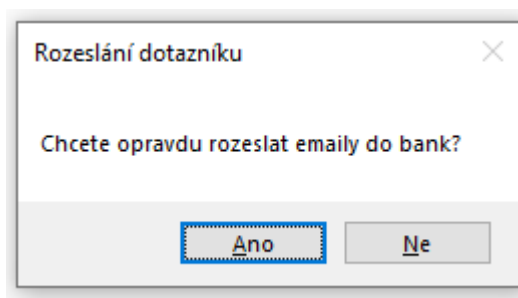 Rozeslání dotazníku
Chcete opravdu rozeslat emaily do bank?
Ano
Ne